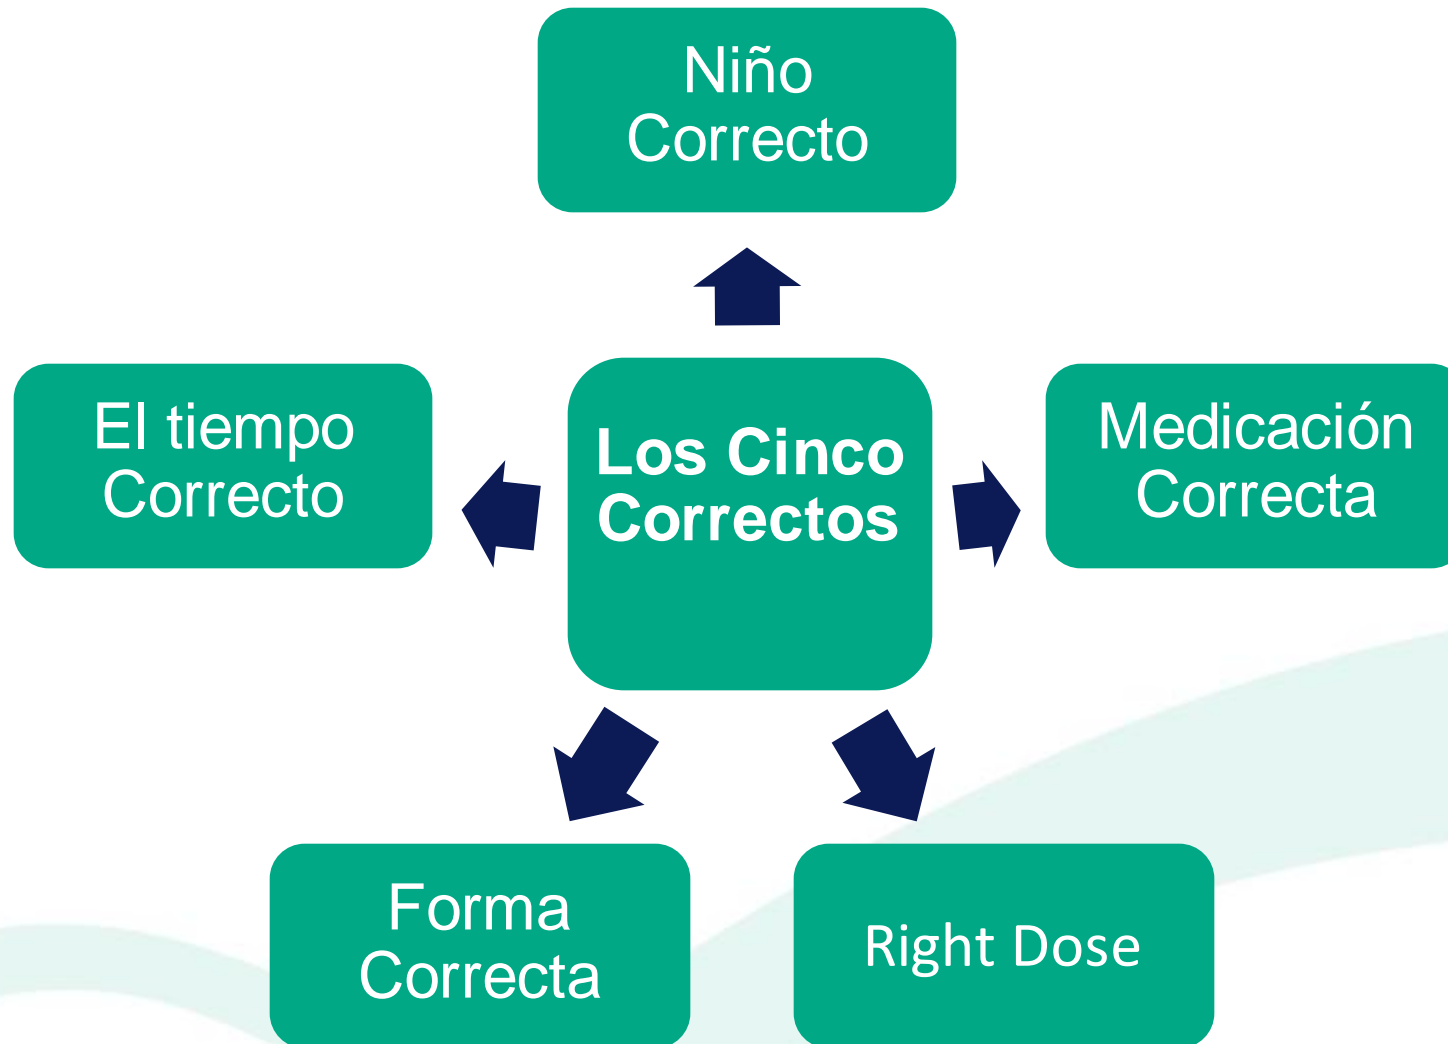 Niño
Correcto
El tiempo
Correcto
Los Cinco
Correctos
Medicación
Correcta
Forma
Correcta
Right Dose